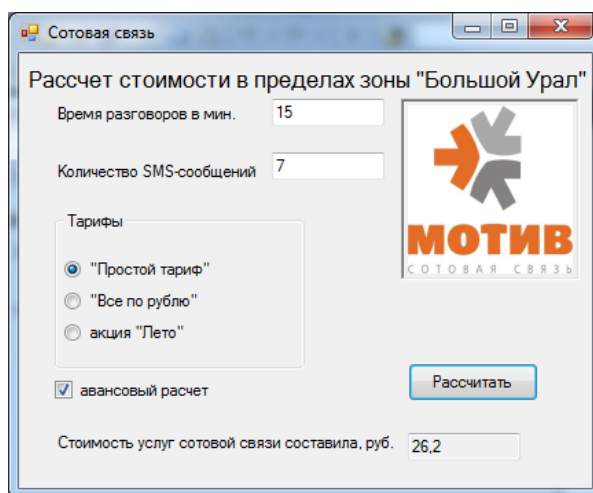 Сотовая связь
Рассчет стоимости в пределах зоны "Большой Урал"
Время разговоров в мин.
15
Количество SMS-сообщений
7
МОТИВ
СОТОВАЯ СВЯЗЬ
Тарифы
"Простой тариф"
"Все по рублю"
акция "Лето"
авансовый расчет
Рассчитать
Стоимость услуг сотовой связи составила, руб.
26,2